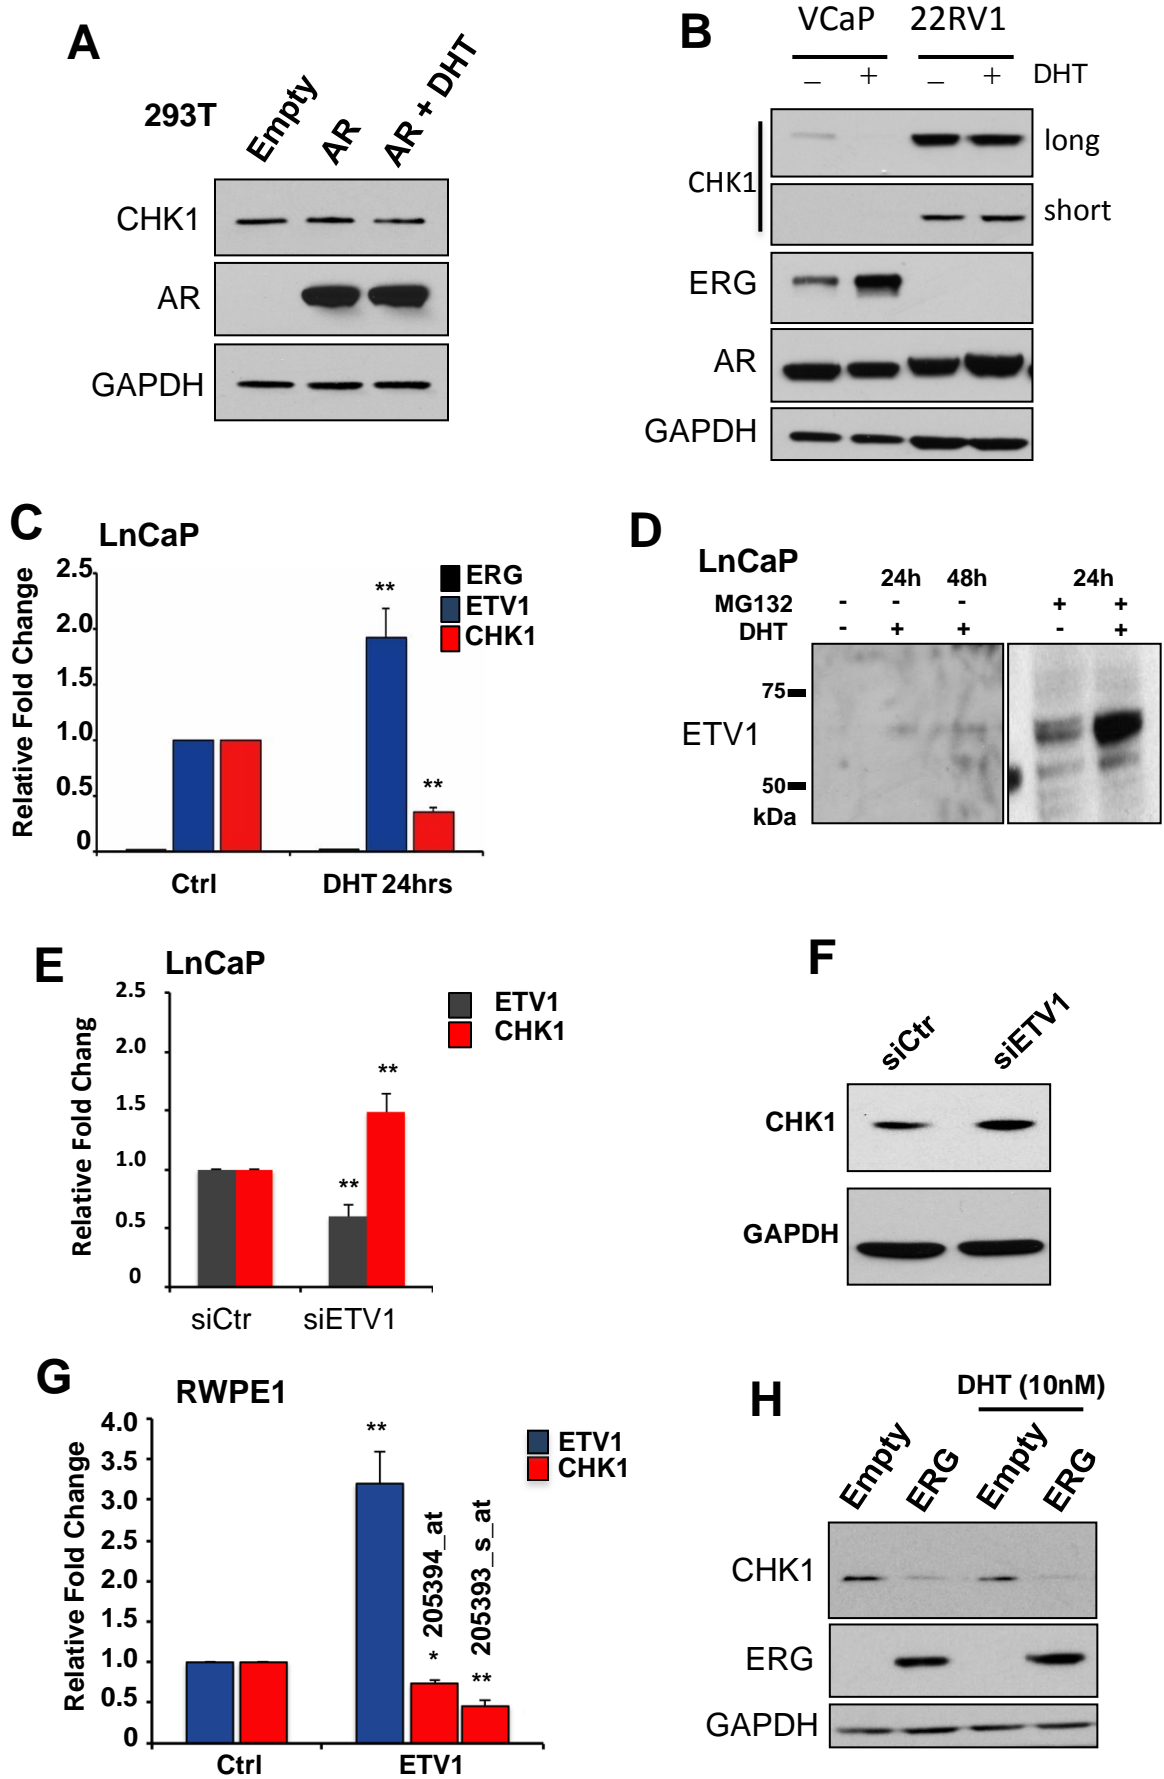 A
293T
Empty
AR
AR + DHT
CHK1
AR
GAPDH
B
VCaP 22RV1
– + – + DHT
CHK1
long
short
ERG
AR
GAPDH
C
LnCaP
Relative Fold Change
2.5
2.0
1.5
1.0
0.5
0
**
**
ERG
ETV1
CHK1
Ctrl DHT 24hrs
D
LnCaP
24h 48h 24h
MG132 - - - + +
DHT - + + - +
75
ETV1
50
kDa
E
LnCaP
Relative Fold Chang
2.5
2.0
1.5
1.0
0.5
0
**
**
ETV1
CHK1
siCtr siETV1
F
siCtr
siETV1
CHK1
GAPDH
G
RWPE1
Relative Fold Change
4.0
3.5
3.0
2.5
2.0
1.5
1.0
0.5
0
**
* 205394_at
** 205393_s_at
ETV1
CHK1
Ctrl ETV1
H
DHT (10nM)
Empty
ERG
Empty
ERG
CHK1
ERG
GAPDH